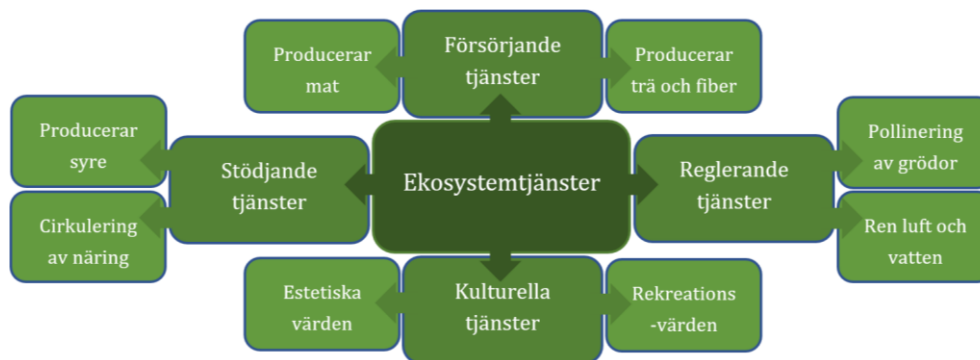 Försörjande
tjänster
Producerar
mat
Producerar
trä och fiber
Producerar
syre
Cirkulering
av näring
Stödjande
tjänster
Ekosystemtjänster
Reglerande
tjänster
Pollinering
av grödor
Ren luft och
vatten
Kulturella
tjänster
Estetiska
värden
Rekreations
-värden